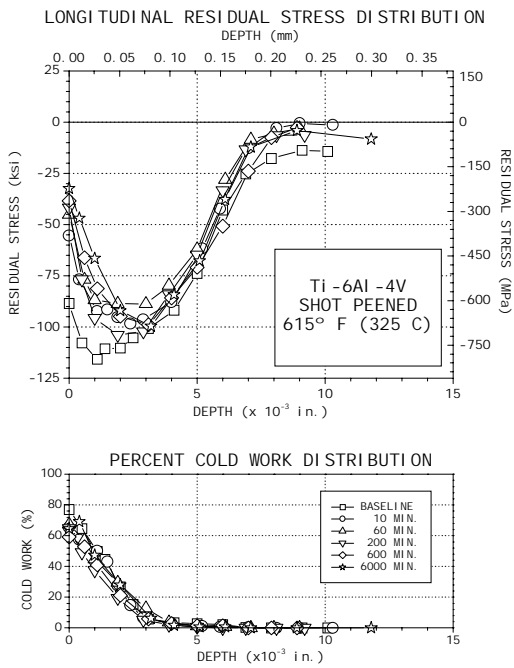 LONGITUDINAL RESIDUAL STRESS DISTRIBUTION
DEPTH (mm)
0.00 0.05 0.10 0.15 0.20 0.25 0.30 0.35
25
0
-25
-50
-75
-100
-125
RESIDUAL STRESS (ksi)
150
0
-150
-300
-450
-600
-750
RESIDUAL STRESS (MPa)
Ti-6Al-4V
SHOT PEENED
615º F (325 C)
0 5 10 15
DEPTH (x 10-3 in.)
PERCENT COLD WORK DISTRIBUTION
100
80
60
40
20
0
COLD WORK (%)
BASELINE
10 MIN.
60 MIN.
200 MIN.
600 MIN.
6000 MIN.
0 5 10 15
DEPTH (x10-3 in.)